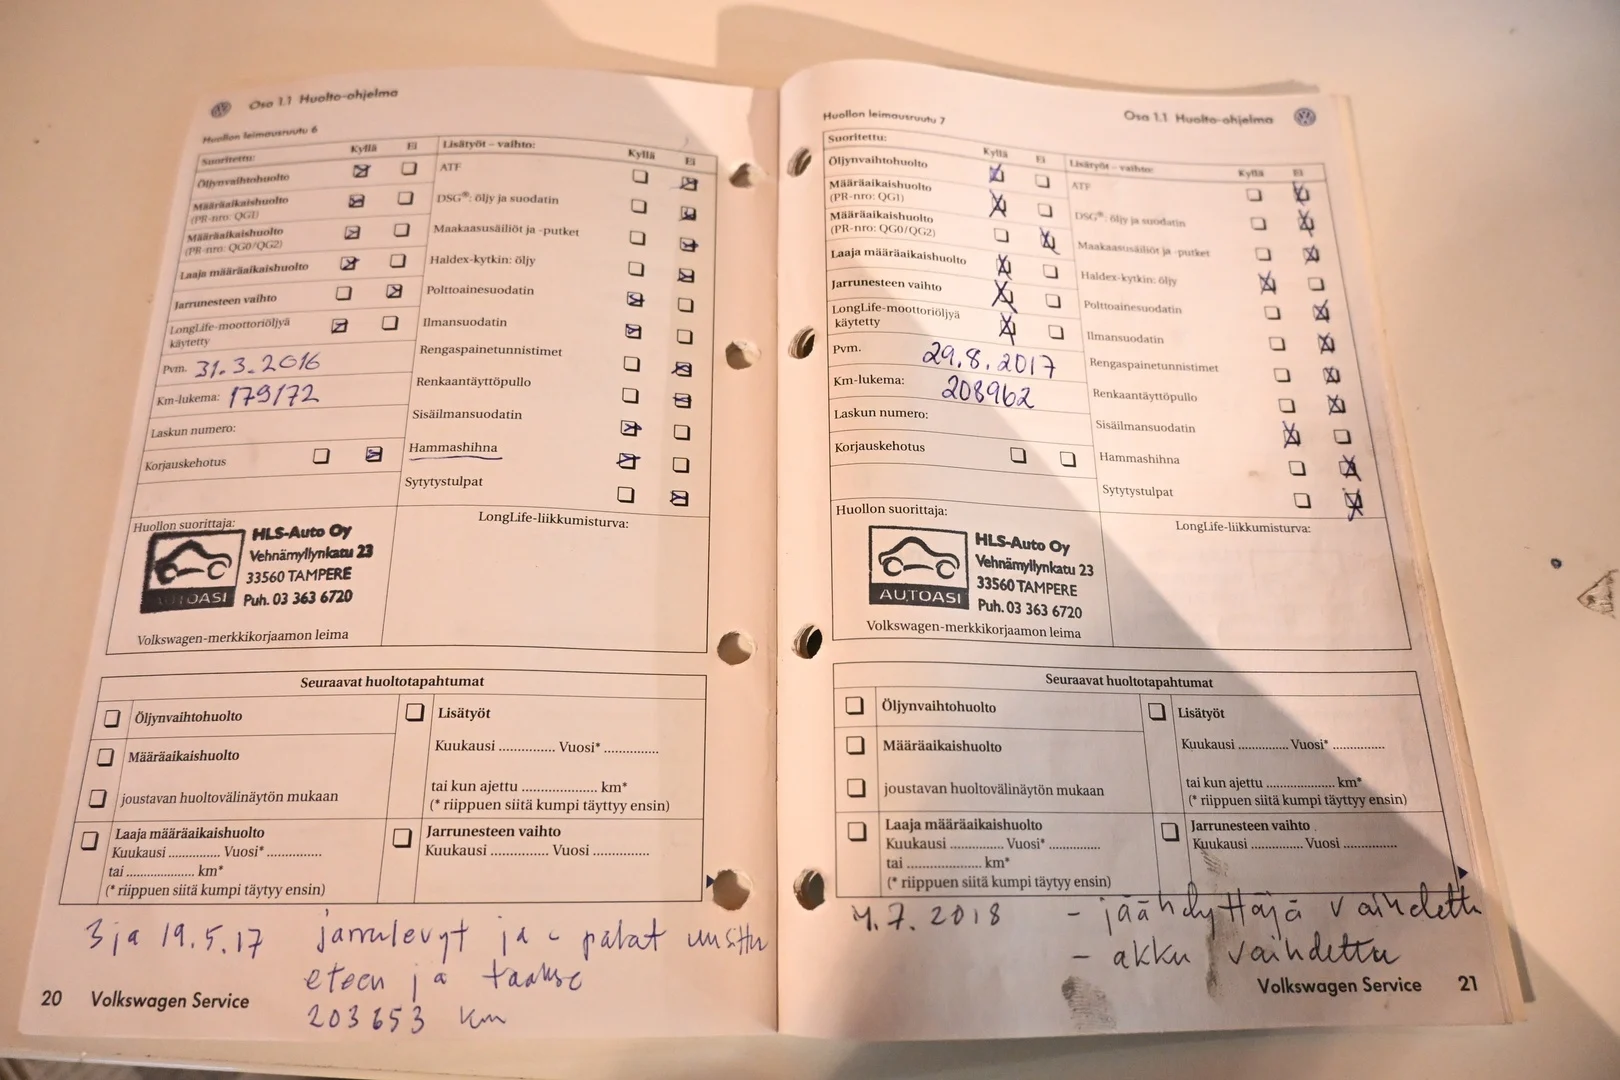 Osa 1.1 Huolto-ohjelma
Huollon leimausruutu 6
Suoritettu: Kyllä Ei
Öljynvaihtohuolto
Määräaikaishuolto
(PR-nro: QG1)
Määräaikaishuolto
(PR-nro: QG0/QG2)
Laaja määräaikaishuolto
Jarrunesteen vaihto
LongLife-moottoriöljyä
käytetty
Pvm. 31.3.2016
Km-lukema: 179172
Laskun numero:
Korjauskehotus
Lisätyöt – vaihto: Kyllä Ei
ATF
DSG®: öljy ja suodatin
Maakaasusäiliöt ja -putket
Haldex-kytkin: öljy
Polttoainesuodatin
Ilmansuodatin
Rengaspainetunnistimet
Renkaantäyttöpullo
Sisäilmansuodatin
Hammashihna
Sytytystulpat
Huollon suorittaja:
AUTOASI
HLS-Auto Oy
Vehnämyllynkatu 23
33560 TAMPERE
Puh. 03 363 6720
Volkswagen-merkkikorjaamon leima
LongLife-liikkumisturva:
Seuraavat huoltotapahtumat
Öljynvaihtohuolto
Määräaikaishuolto
joustavan huoltovälinäytön mukaan
Laaja määräaikaishuolto
Kuukausi .............. Vuosi* ...............
tai .................... km*
(* riippuen siitä kumpi täytyy ensin)
Lisätyöt
Kuukausi ............... Vuosi* ...............
tai kun ajettu .................... km*
(* riippuen siitä kumpi täyttyy ensin)
Jarrunesteen vaihto
Kuukausi ............... Vuosi ...............
3 ja 19.5.17 jarrulevyt ja - palat uusittu
eteen ja taakse
203653 km
20 Volkswagen Service
Osa 1.1 Huolto-ohjelma
Huollon leimausruutu 7
Suoritettu: Kyllä Ei
Öljynvaihtohuolto
Määräaikaishuolto
(PR-nro: QG1)
Määräaikaishuolto
(PR-nro: QG0/QG2)
Laaja määräaikaishuolto
Jarrunesteen vaihto
LongLife-moottoriöljyä
käytetty
Pvm. 29.8.2017
Km-lukema: 208962
Laskun numero:
Korjauskehotus
Lisätyöt – vaihto: Kyllä Ei
ATF
DSG®: öljy ja suodatin
Maakaasusäiliöt ja -putket
Haldex-kytkin: öljy
Polttoainesuodatin
Ilmansuodatin
Rengaspainetunnistimet
Renkaantäyttöpullo
Sisäilmansuodatin
Hammashihna
Sytytystulpat
Huollon suorittaja:
AUTOASI
HLS-Auto Oy
Vehnämyllynkatu 23
33560 TAMPERE
Puh. 03 363 6720
Volkswagen-merkkikorjaamon leima
LongLife-liikkumisturva:
Seuraavat huoltotapahtumat
Öljynvaihtohuolto
Määräaikaishuolto
joustavan huoltovälinäytön mukaan
Laaja määräaikaishuolto
Kuukausi .............. Vuosi* ...............
tai .................... km*
(* riippuen siitä kumpi täytyy ensin)
Lisätyöt
Kuukausi .............. Vuosi* ...............
tai kun ajettu .................... km*
(* riippuen siitä kumpi täyttyy ensin)
Jarrunesteen vaihto
Kuukausi .............. Vuosi ...............
4.7.2018 - jäähdyttäjä vaihdettu
- akku vaihdettu
Volkswagen Service 21